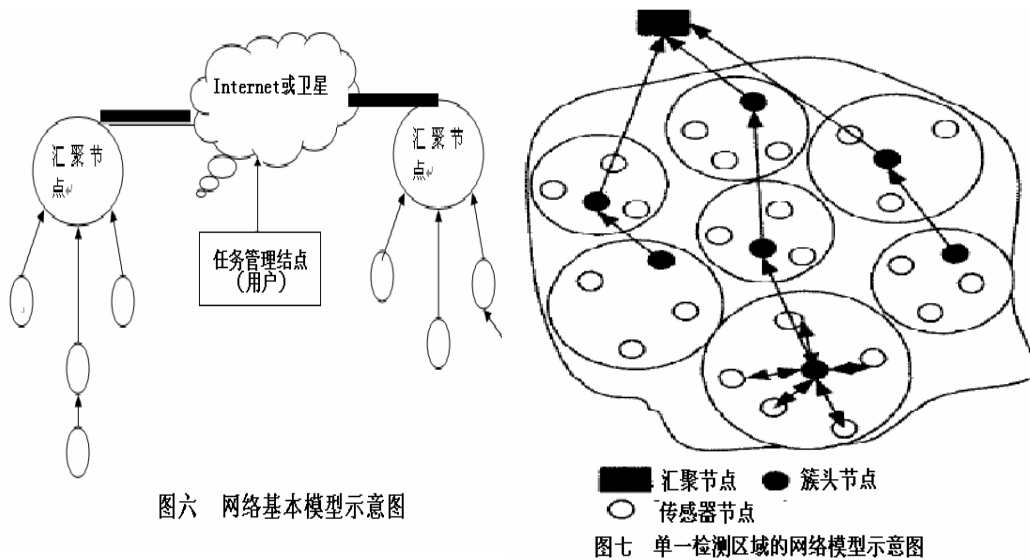 Internet或卫星
汇聚节
点
汇聚节
点
任务管理结点
(用户)
图六 网络基本模型示意图
汇聚节点 簇头节点
传感器节点
图七 单一检测区域的网络模型示意图